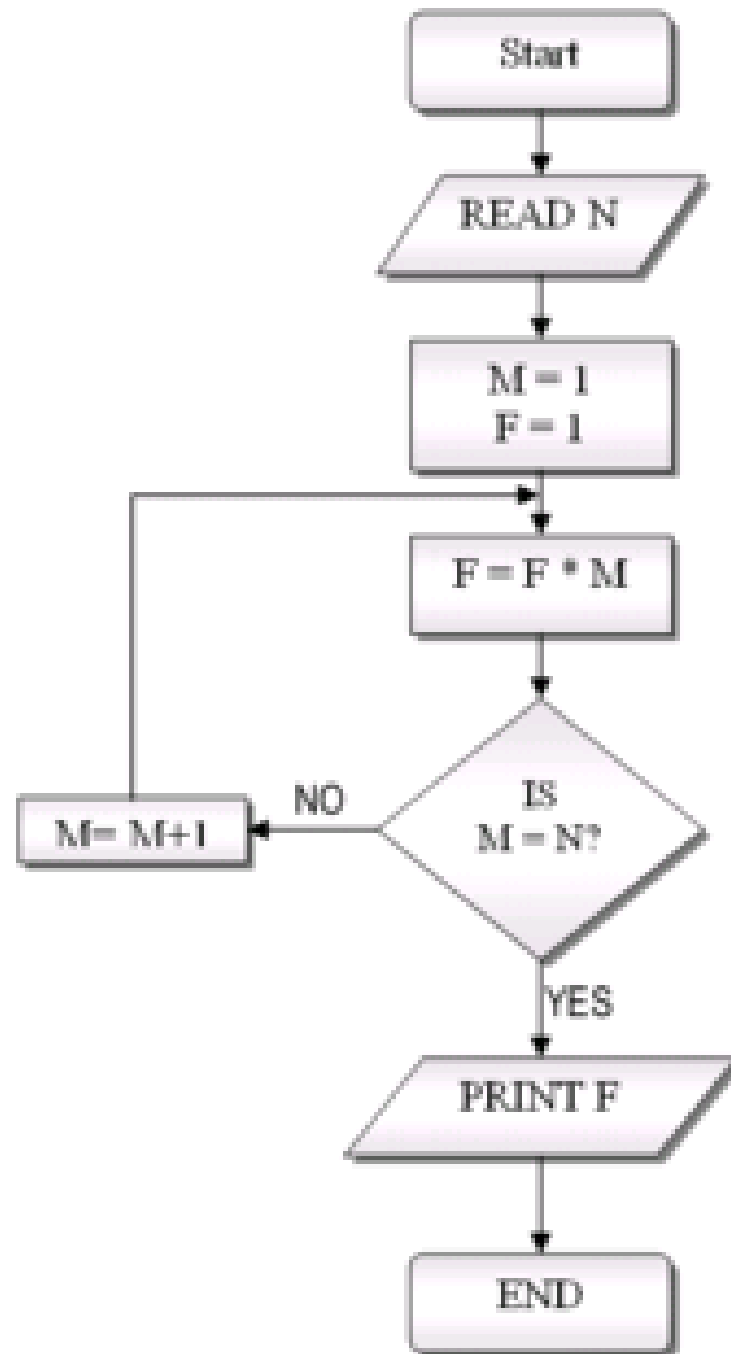 Start
READ N
M = 1
F = 1
F = F * M
IS
M = N?
NO
M= M+1
YES
PRINT F
END